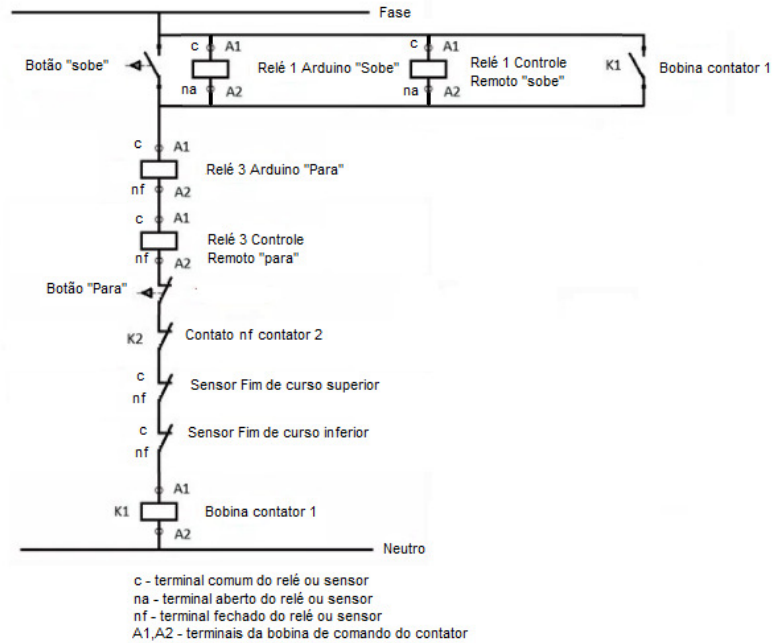 Fase
Botão "sobe"
c A1
Relé 1 Arduino "Sobe"
na A2
c A1
Relé 1 Controle
Remoto "sobe"
na A2
K1
Bobina contator 1
c A1
Relé 3 Arduino "Para"
nf A2
c A1
Relé 3 Controle
Remoto "para"
nf A2
Botão "Para"
K2 Contato nf contator 2
c
Sensor Fim de curso superior
nf
c
Sensor Fim de curso inferior
nf
A1
K1 Bobina contator 1
A2
Neutro
c - terminal comum do relé ou sensor
na - terminal aberto do relé ou sensor
nf - terminal fechado do relé ou sensor
A1,A2 - terminais da bobina de comando do contator